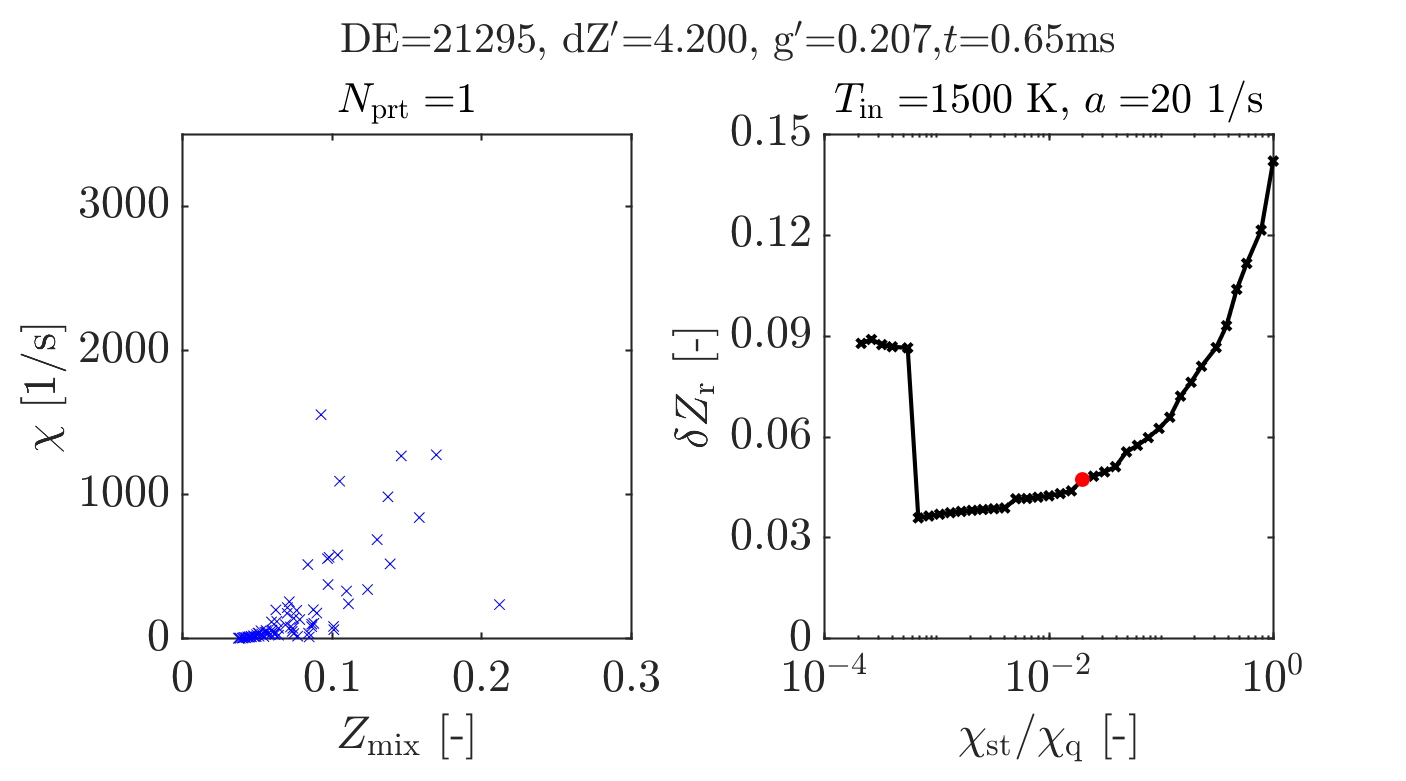 DE=21295, dZ′=4.200, g′=0.207,t=0.65ms
N_prt =1
3000
2000
1000
0
χ [1/s]
0
0.1
0.2
0.3
Z_mix [-]
T_in =1500 K, a =20 1/s
0.15
0.12
0.09
0.06
0.03
0
δZ_r [-]
10^−4
10^−2
10^0
χ_st/χ_q [-]